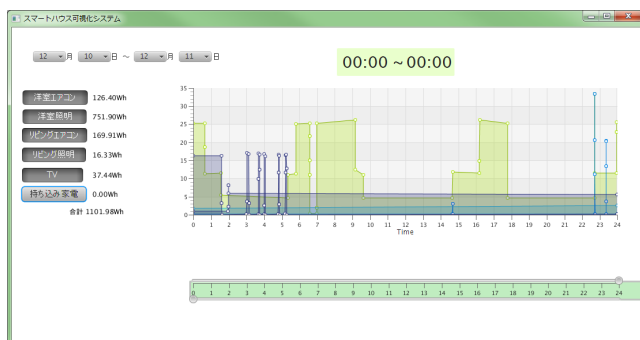 スマートハウス可視化システム
12 月 10 日 ～ 12 月 11 日
00:00 ~ 00:00
洋室エアコン 126.40Wh
洋室照明 751.90Wh
リビングエアコン 169.91Wh
リビング照明 16.33Wh
TV 37.44Wh
持ち込み家電 0.00Wh
合計 1101.98Wh
35
30
25
20
15
10
5
0
0 1 2 3 4 5 6 7 8 9 10 11 12 13 14 15 16 17 18 19 20 21 22 23 24
Time
0 1 2 3 4 5 6 7 8 9 10 11 12 13 14 15 16 17 18 19 20 21 22 23 24